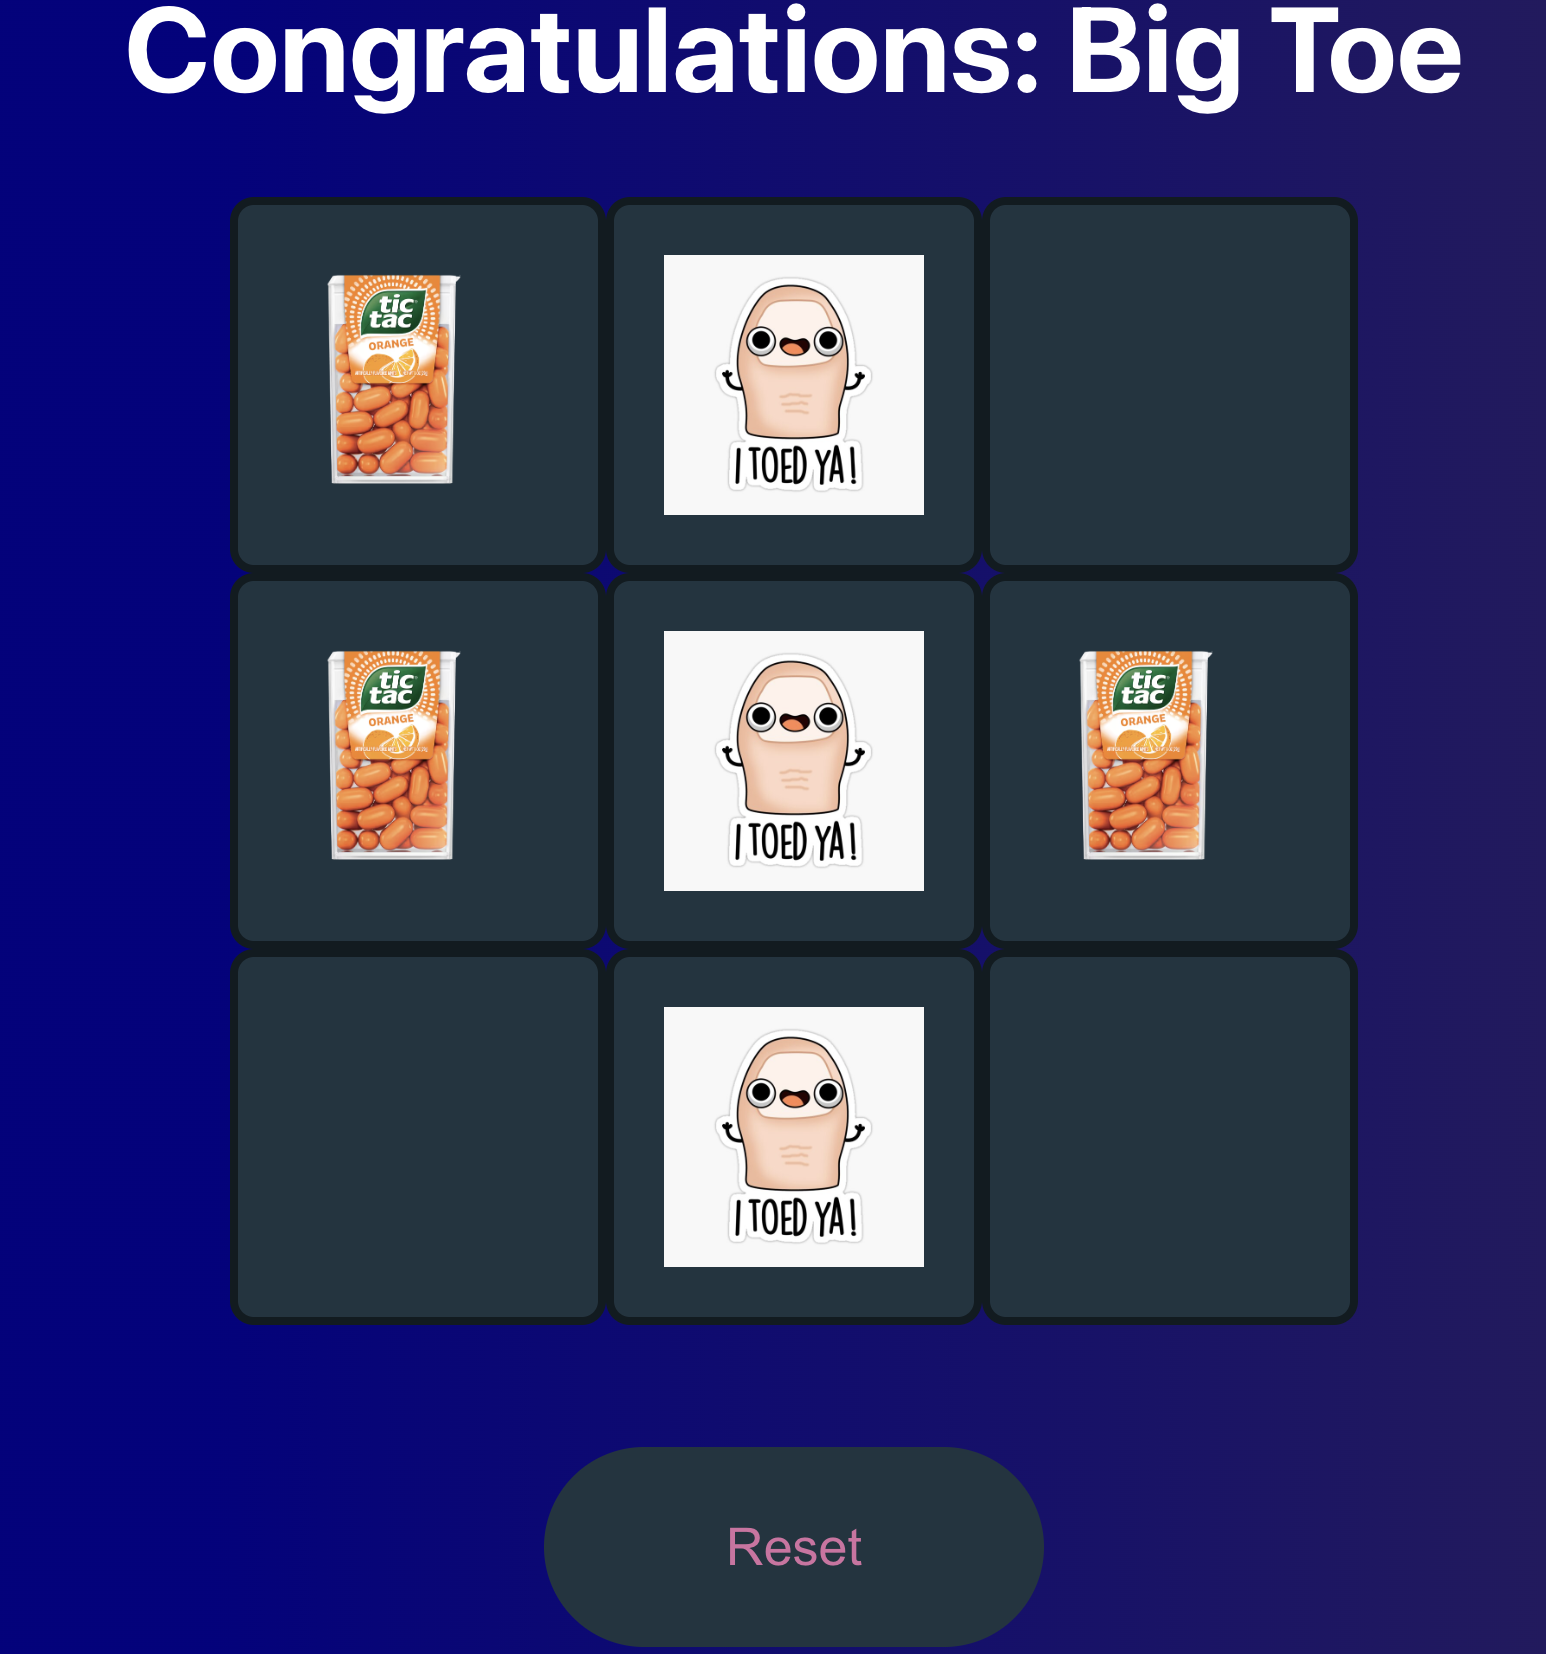 Congratulations: Big Toe
tic
tac
ORANGE
I TOED YA!
tic
tac
ORANGE
I TOED YA!
tic
tac
ORANGE
I TOED YA!
Reset